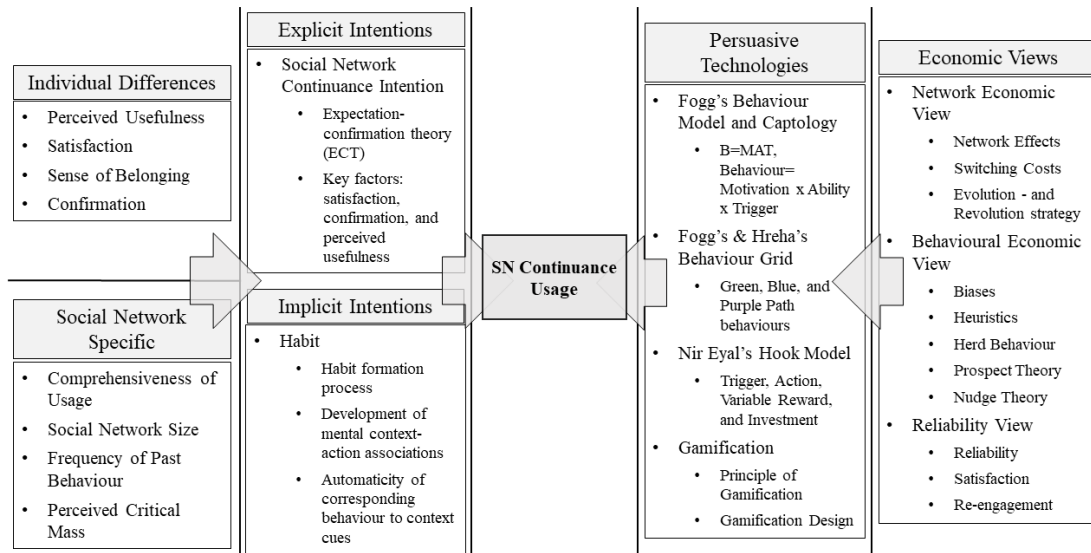 Individual Differences
• Perceived Usefulness
• Satisfaction
• Sense of Belonging
• Confirmation
Social Network
Specific
• Comprehensiveness of
Usage
• Social Network Size
• Frequency of Past
Behaviour
• Perceived Critical
Mass
Explicit Intentions
• Social Network
Continuance Intention
• Expectation-
confirmation theory
(ECT)
• Key factors:
satisfaction,
confirmation, and
perceived
usefulness
Implicit Intentions
• Habit
• Habit formation
process
• Development of
mental context-
action associations
• Automaticity of
corresponding
behaviour to context
cues
SN Continuance
Usage
Persuasive
Technologies
• Fogg's Behaviour
Model and Captology
• B=MAT,
Behaviour=
Motivation x Ability
x Trigger
• Fogg's & Hreha's
Behaviour Grid
• Green, Blue, and
Purple Path
behaviours
• Nir Eyal's Hook Model
• Trigger, Action,
Variable Reward,
and Investment
• Gamification
• Principle of
Gamification
• Gamification Design
Economic Views
• Network Economic
View
• Network Effects
• Switching Costs
• Evolution - and
Revolution strategy
• Behavioural Economic
View
• Biases
• Heuristics
• Herd Behaviour
• Prospect Theory
• Nudge Theory
• Reliability View
• Reliability
• Satisfaction
• Re-engagement